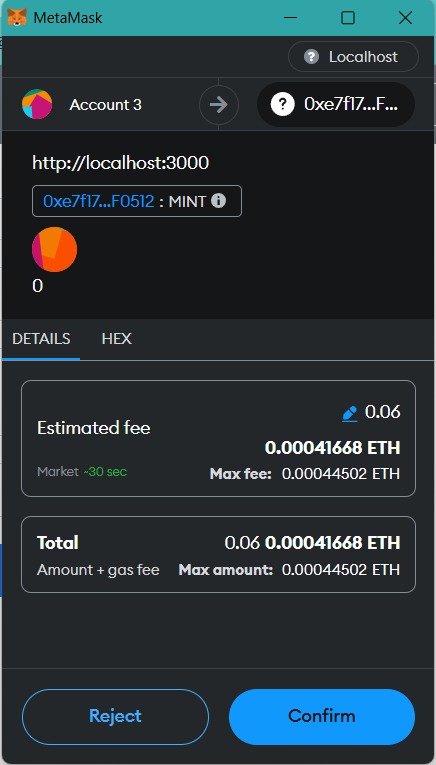 MetaMask
Localhost
Account 3
0xe7f17...F...
http://localhost:3000
0xe7f17...F0512 : MINT
0
DETAILS
HEX
0.06
Estimated fee
0.00041668 ETH
Market ~30 sec
Max fee: 0.00044502 ETH
Total
0.06 0.00041668 ETH
Amount + gas fee
Max amount: 0.00044502 ETH
Reject
Confirm